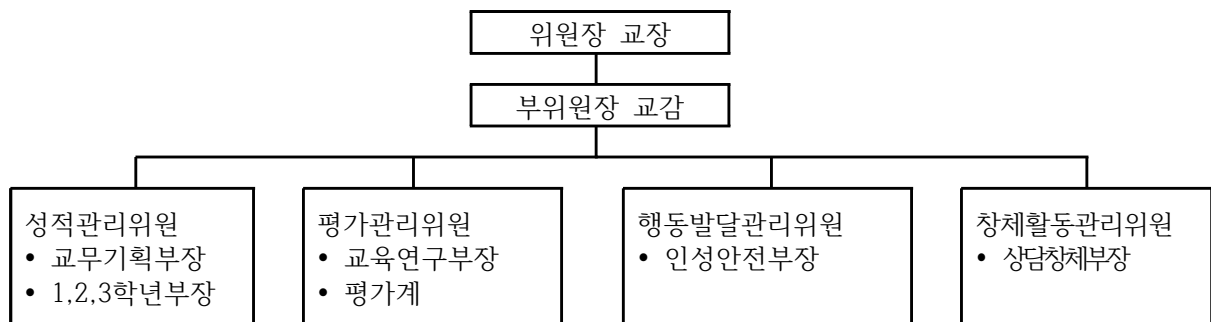 위원장 교장
부위원장 교감
성적관리위원
• 교무기획부장
• 1,2,3학년부장
평가관리위원
• 교육연구부장
• 평가계
행동발달관리위원
• 인성안전부장
창체활동관리위원
• 상담창체부장